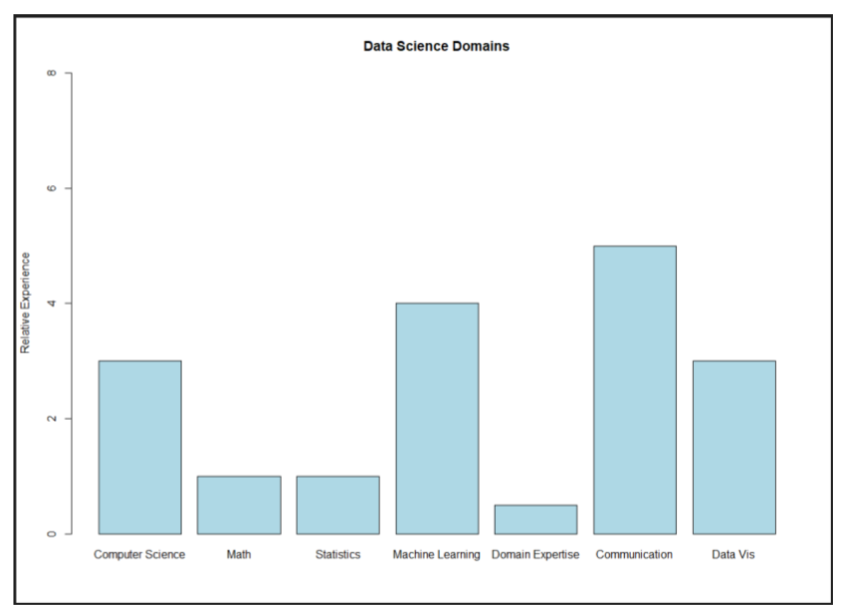 Data Science Domains
Relative Experience
8
6
4
2
0
Computer Science Math Statistics Machine Learning Domain Expertise Communication Data Vis